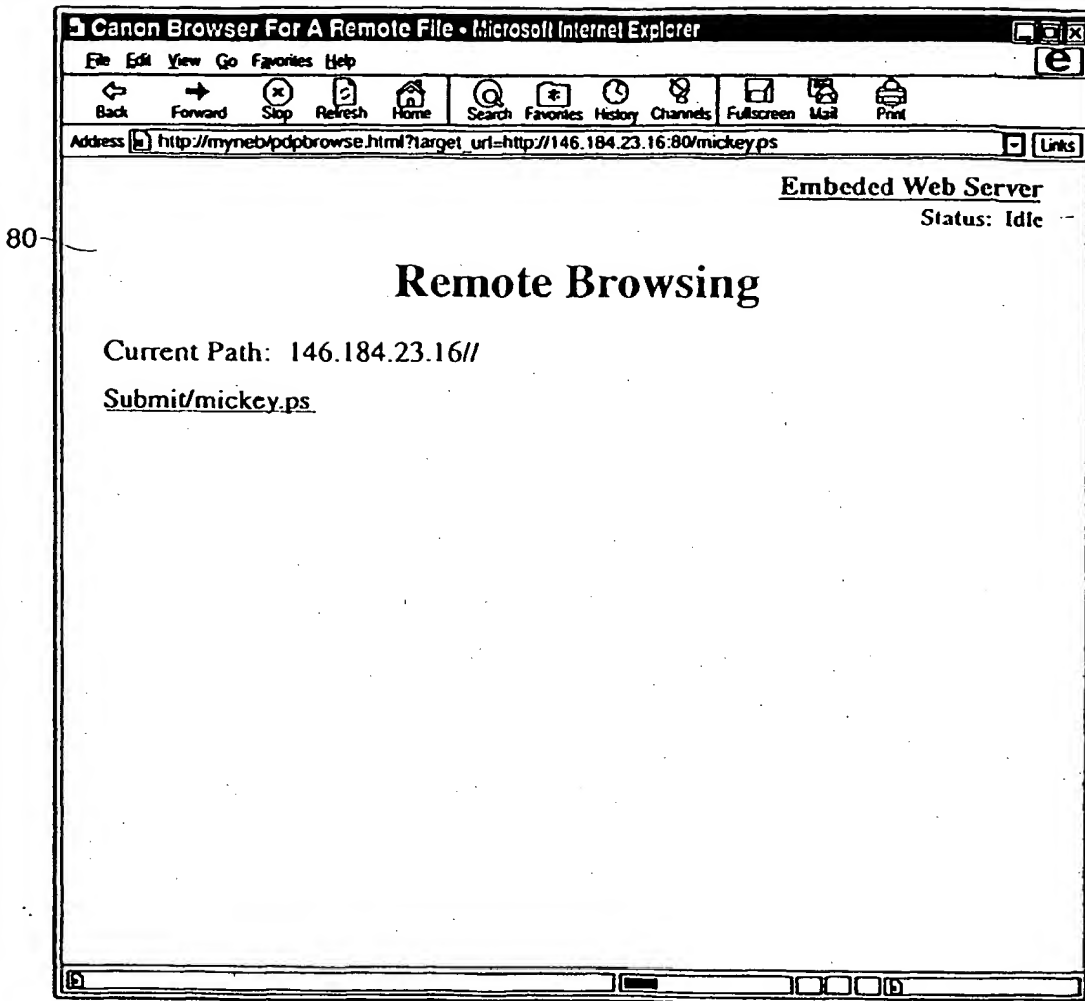 Canon Browser For A Remote File - Microsoft Internet Explorer
File Edit View Go Favorites Help
Back Forward Stop Refresh Home Search Favorites History Channels Fullscreen Mail Print
Address http://myneb/pdpbrowse.html?target_url=http://146.184.23.16:80/mickey.ps Links
Embeded Web Server
Status: Idle
80
Remote Browsing
Current Path: 146.184.23.16//
Submit/mickey.ps